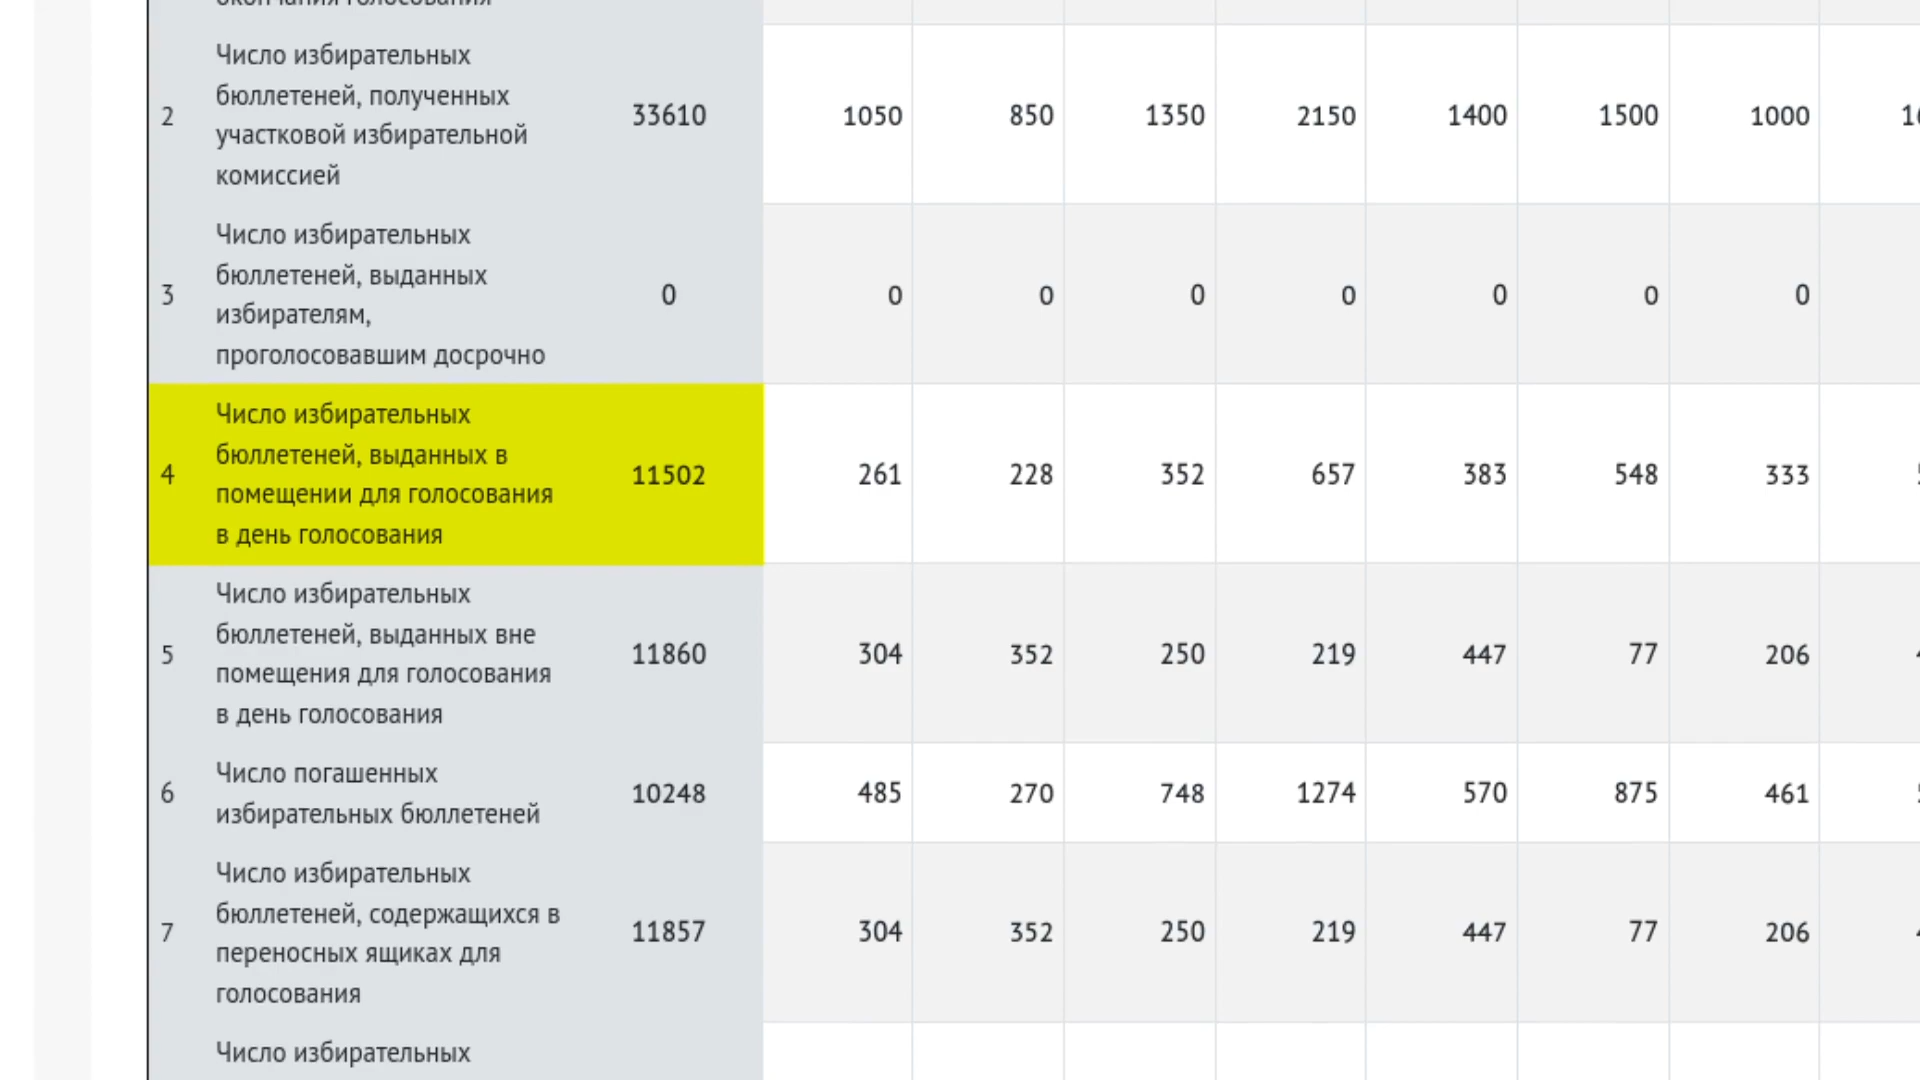 окончания голосования
2 Число избирательных бюллетеней, полученных участковой избирательной комиссией 33610 1050 850 1350 2150 1400 1500 1000
3 Число избирательных бюллетеней, выданных избирателям, проголосовавшим досрочно 0 0 0 0 0 0 0 0
4 Число избирательных бюллетеней, выданных в помещении для голосования в день голосования 11502 261 228 352 657 383 548 333
5 Число избирательных бюллетеней, выданных вне помещения для голосования в день голосования 11860 304 352 250 219 447 77 206
6 Число погашенных избирательных бюллетеней 10248 485 270 748 1274 570 875 461
7 Число избирательных бюллетеней, содержащихся в переносных ящиках для голосования 11857 304 352 250 219 447 77 206
Число избирательных